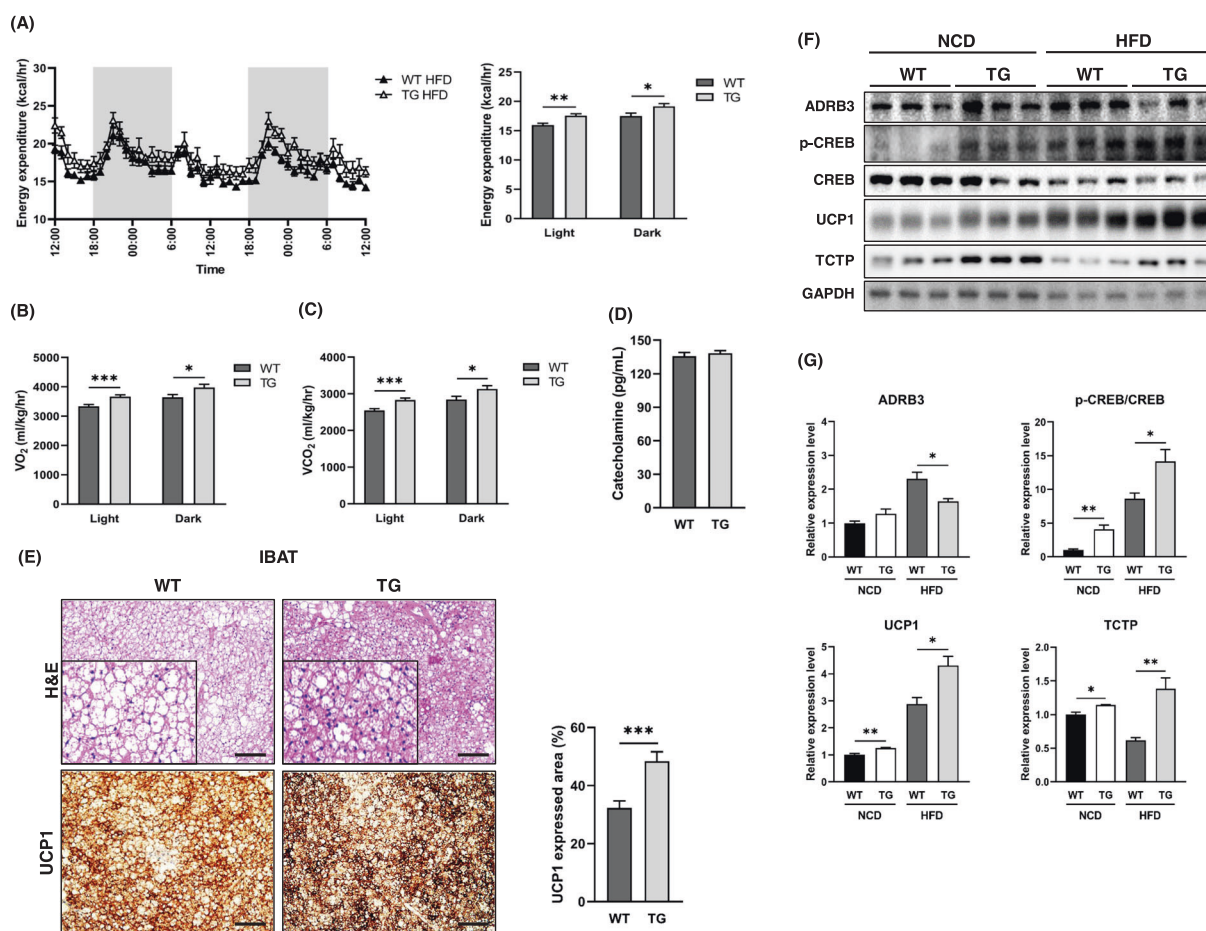 (A)
Energy expenditure (kcal/hr)
30
25
20
15
10
12:00
18:00
00:00
6:00
12:00
18:00
00:00
6:00
12:00
Time
WT HFD
TG HFD
Energy expenditure (kcal/hr)
25
20
15
10
5
0
**
*
Light
Dark
WT
TG
(B)
VO2 (ml/kg/hr)
5000
4000
3000
2000
1000
0
***
*
Light
Dark
WT
TG
(C)
VCO2 (ml/kg/hr)
4000
3000
2000
1000
0
***
*
Light
Dark
WT
TG
(D)
Catecholamine (pg/mL)
150
120
90
60
30
0
WT
TG
(E)
IBAT
WT
TG
H&E
UCP1
UCP1 expressed area (%)
60
40
20
0
***
WT
TG
(F)
NCD
HFD
WT
TG
WT
TG
ADRB3
p-CREB
CREB
UCP1
TCTP
GAPDH
(G)
ADRB3
Relative expression level
4
3
2
1
0
*
WT
TG
WT
TG
NCD
HFD
p-CREB/CREB
Relative expression level
20
15
10
5
0
**
*
WT
TG
WT
TG
NCD
HFD
UCP1
Relative expression level
5
4
3
2
1
0
**
*
WT
TG
WT
TG
NCD
HFD
TCTP
Relative expression level
2.0
1.5
1.0
0.5
0.0
*
**
WT
TG
WT
TG
NCD
HFD